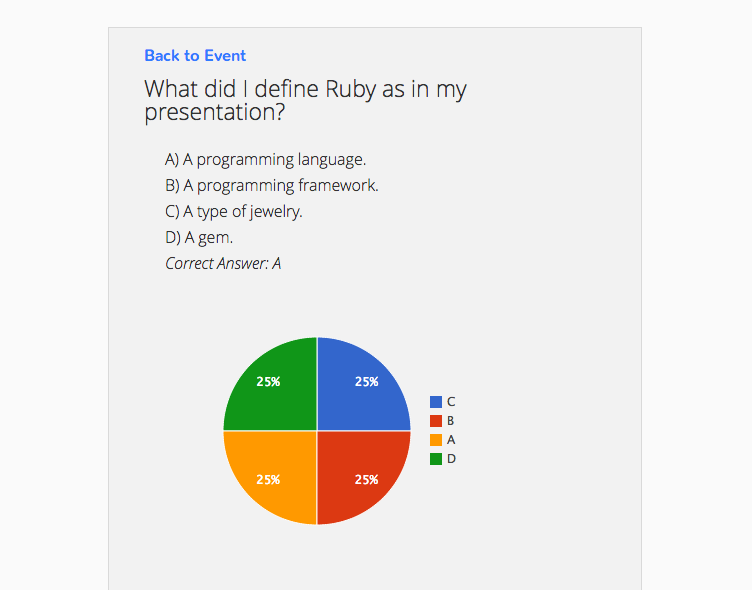 Back to Event
What did I define Ruby as in my
presentation?
A) A programming language.
B) A programming framework.
C) A type of jewelry.
D) A gem.
Correct Answer: A
25%
25%
25%
25%
C
B
A
D